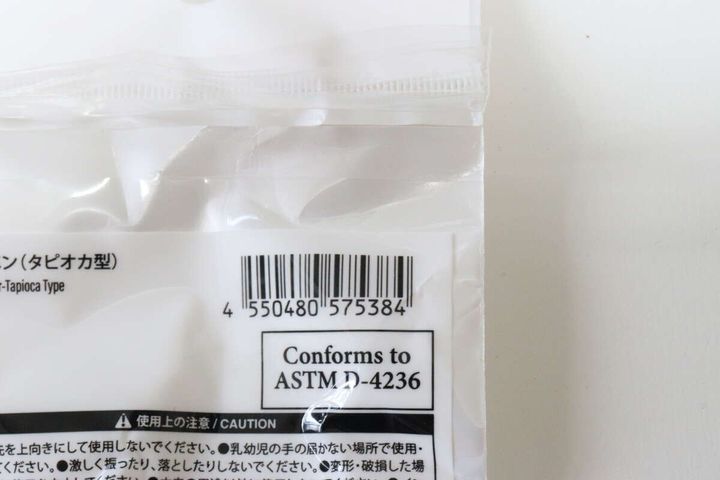 ン(タピオカ型)
r-Tapioca Type
4 550480 575384
Conforms to
ASTM D-4236
使用上の注意 / CAUTION
先を上向きにして使用しないでください。●乳幼児の手の届かない場所で使用・
てください。●激しく振ったり、落としたりしないでください。●変形・破損した場